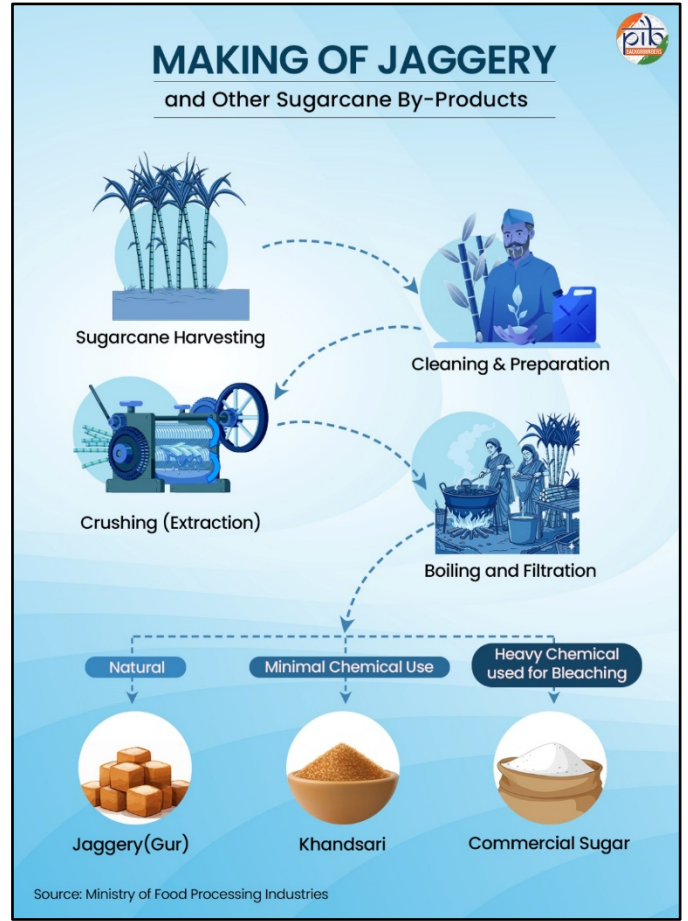 pib
BACKGROUNDERS
MAKING OF JAGGERY
and Other Sugarcane By-Products
Sugarcane Harvesting
Cleaning & Preparation
Crushing (Extraction)
Boiling and Filtration
Natural
Minimal Chemical Use
Heavy Chemical
used for Bleaching
Jaggery(Gur)
Khandsari
Commercial Sugar
Source: Ministry of Food Processing Industries